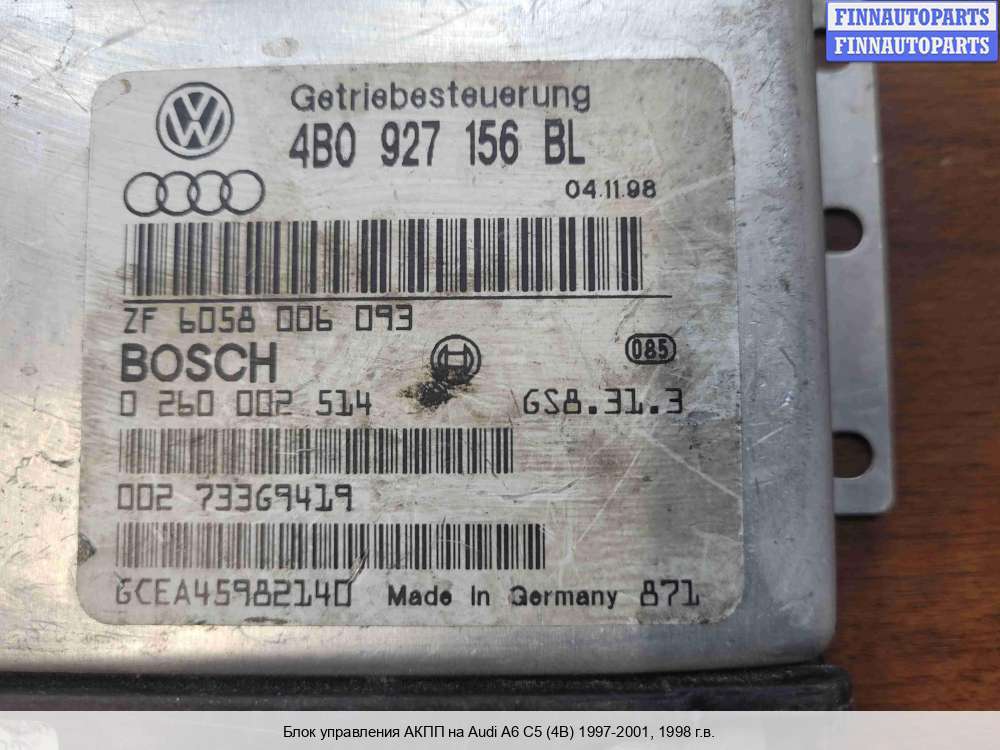 FINNAUTOPARTS
FINNAUTOPARTS
Getriebesteuerung
4B0 927 156 BL
04.11.98
ZF 6058 006 093
BOSCH
085
0 260 002 514
GS8.31.3
002 733G9419
GCEA45982140
Made In Germany 871
Блок управления АКПП на Audi A6 C5 (4B) 1997-2001, 1998 г.в.